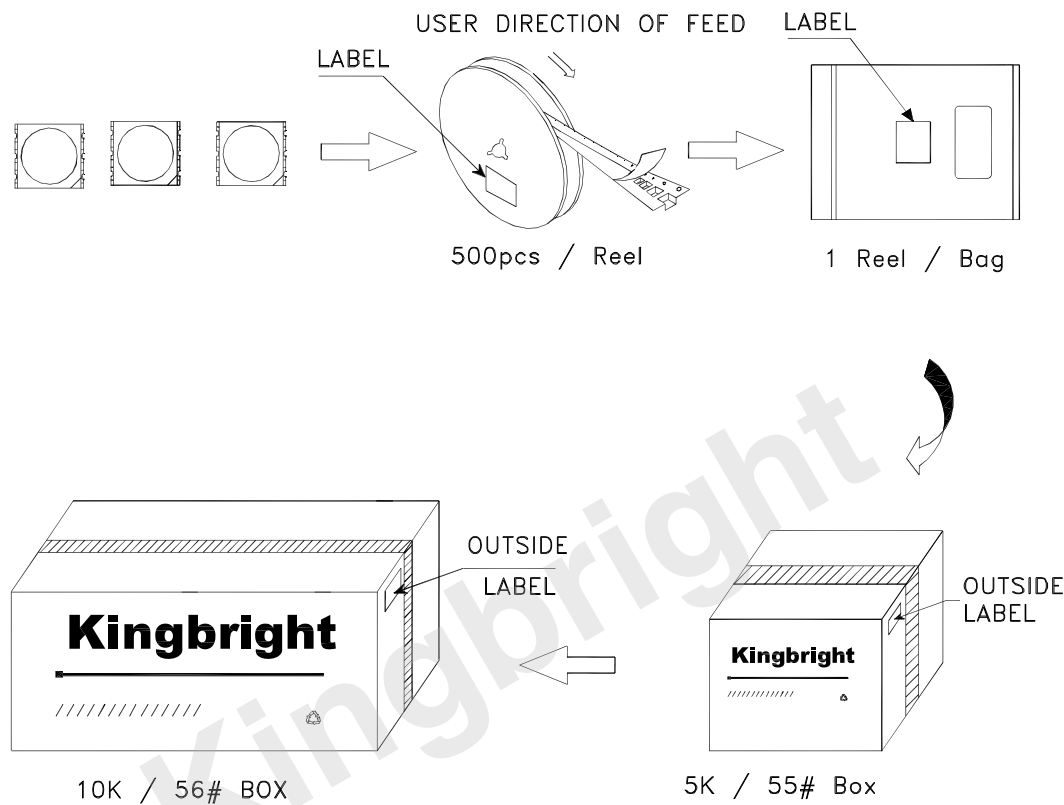 USER DIRECTION OF FEED
LABEL
LABEL
500pcs / Reel
1 Reel / Bag
OUTSIDE
LABEL
Kingbright
10K / 56# BOX
OUTSIDE
LABEL
Kingbright
5K / 55# Box
Kingbright